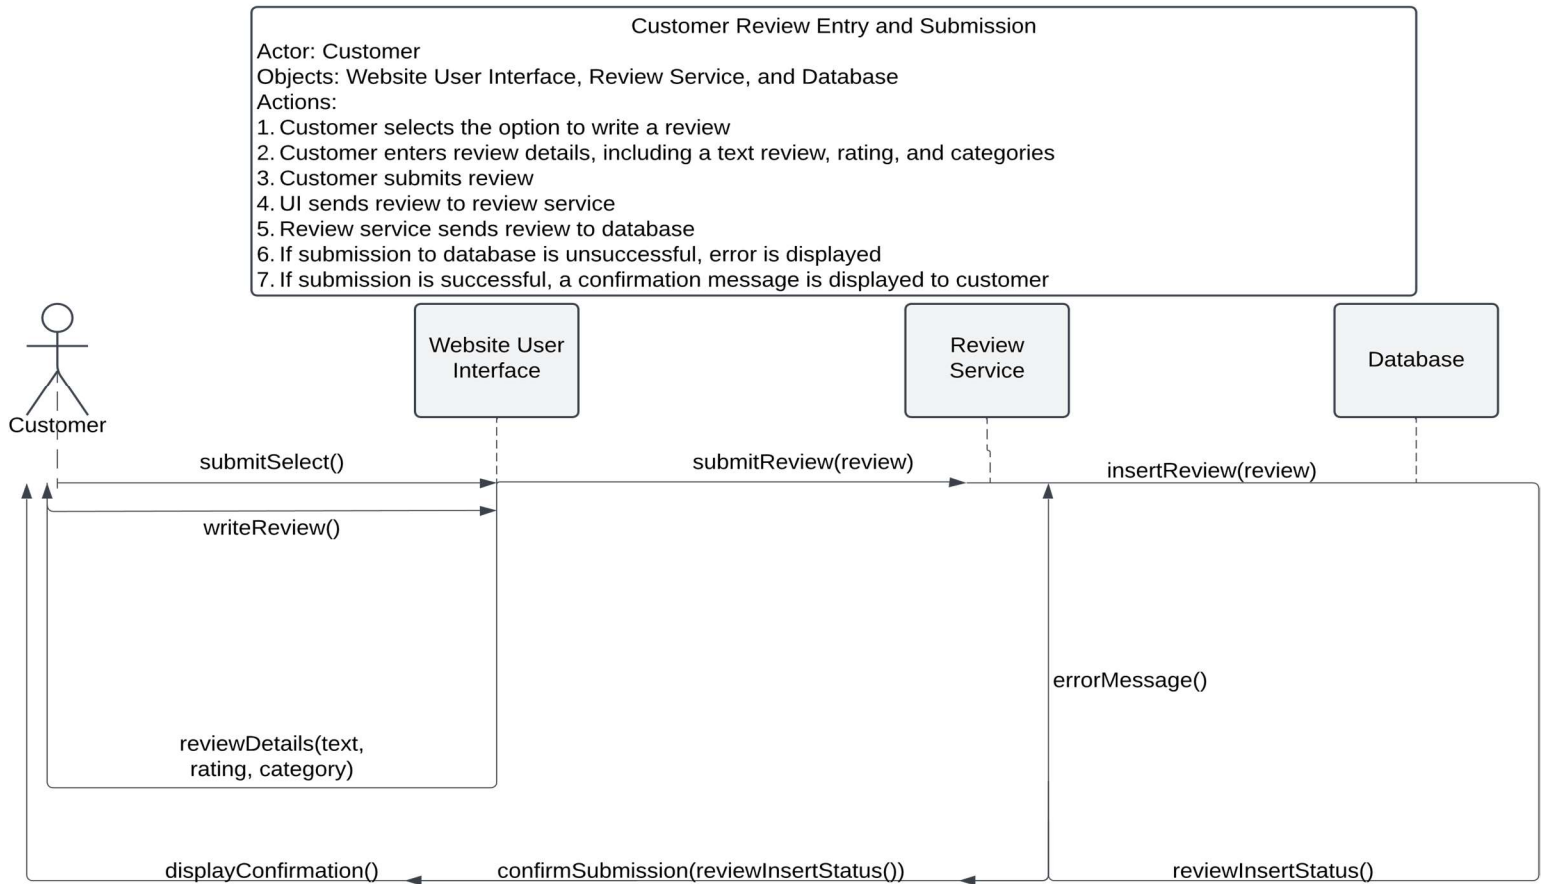 Customer Review Entry and Submission
Actor: Customer
Objects: Website User Interface, Review Service, and Database
Actions:
1. Customer selects the option to write a review
2. Customer enters review details, including a text review, rating, and categories
3. Customer submits review
4. UI sends review to review service
5. Review service sends review to database
6. If submission to database is unsuccessful, error is displayed
7. If submission is successful, a confirmation message is displayed to customer
Customer
Website User
Interface
Review
Service
Database
submitSelect()
submitReview(review)
insertReview(review)
writeReview()
errorMessage()
reviewDetails(text,
rating, category)
displayConfirmation()
confirmSubmission(reviewInsertStatus())
reviewInsertStatus()